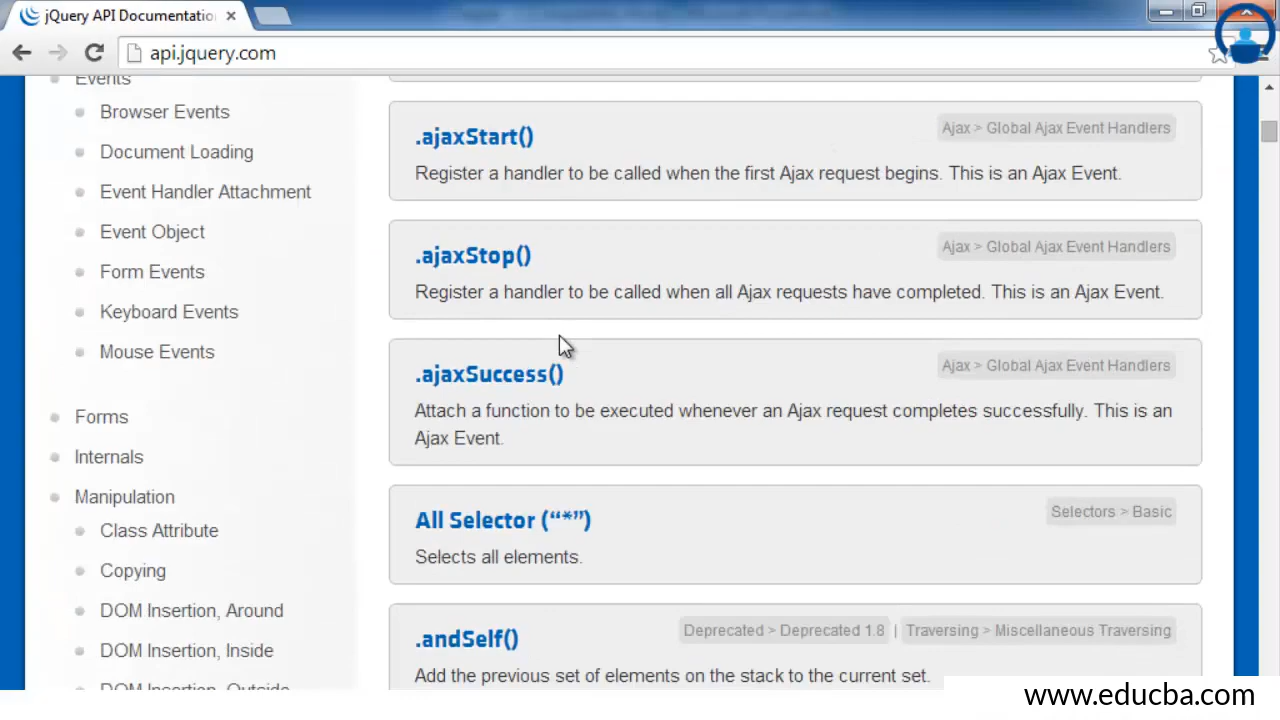 jQuery API Documentatio
api.jquery.com
Events
Browser Events
Document Loading
Event Handler Attachment
Event Object
Form Events
Keyboard Events
Mouse Events
Forms
Internals
Manipulation
Class Attribute
Copying
DOM Insertion, Around
DOM Insertion, Inside
DOM Insertion, Outside
.ajaxStart()
Ajax > Global Ajax Event Handlers
Register a handler to be called when the first Ajax request begins. This is an Ajax Event.
.ajaxStop()
Ajax > Global Ajax Event Handlers
Register a handler to be called when all Ajax requests have completed. This is an Ajax Event.
.ajaxSuccess()
Ajax > Global Ajax Event Handlers
Attach a function to be executed whenever an Ajax request completes successfully. This is an
Ajax Event.
All Selector (“*”)
Selectors > Basic
Selects all elements.
.andSelf()
Deprecated > Deprecated 1.8 | Traversing > Miscellaneous Traversing
Add the previous set of elements on the stack to the current set.
www.educba.com